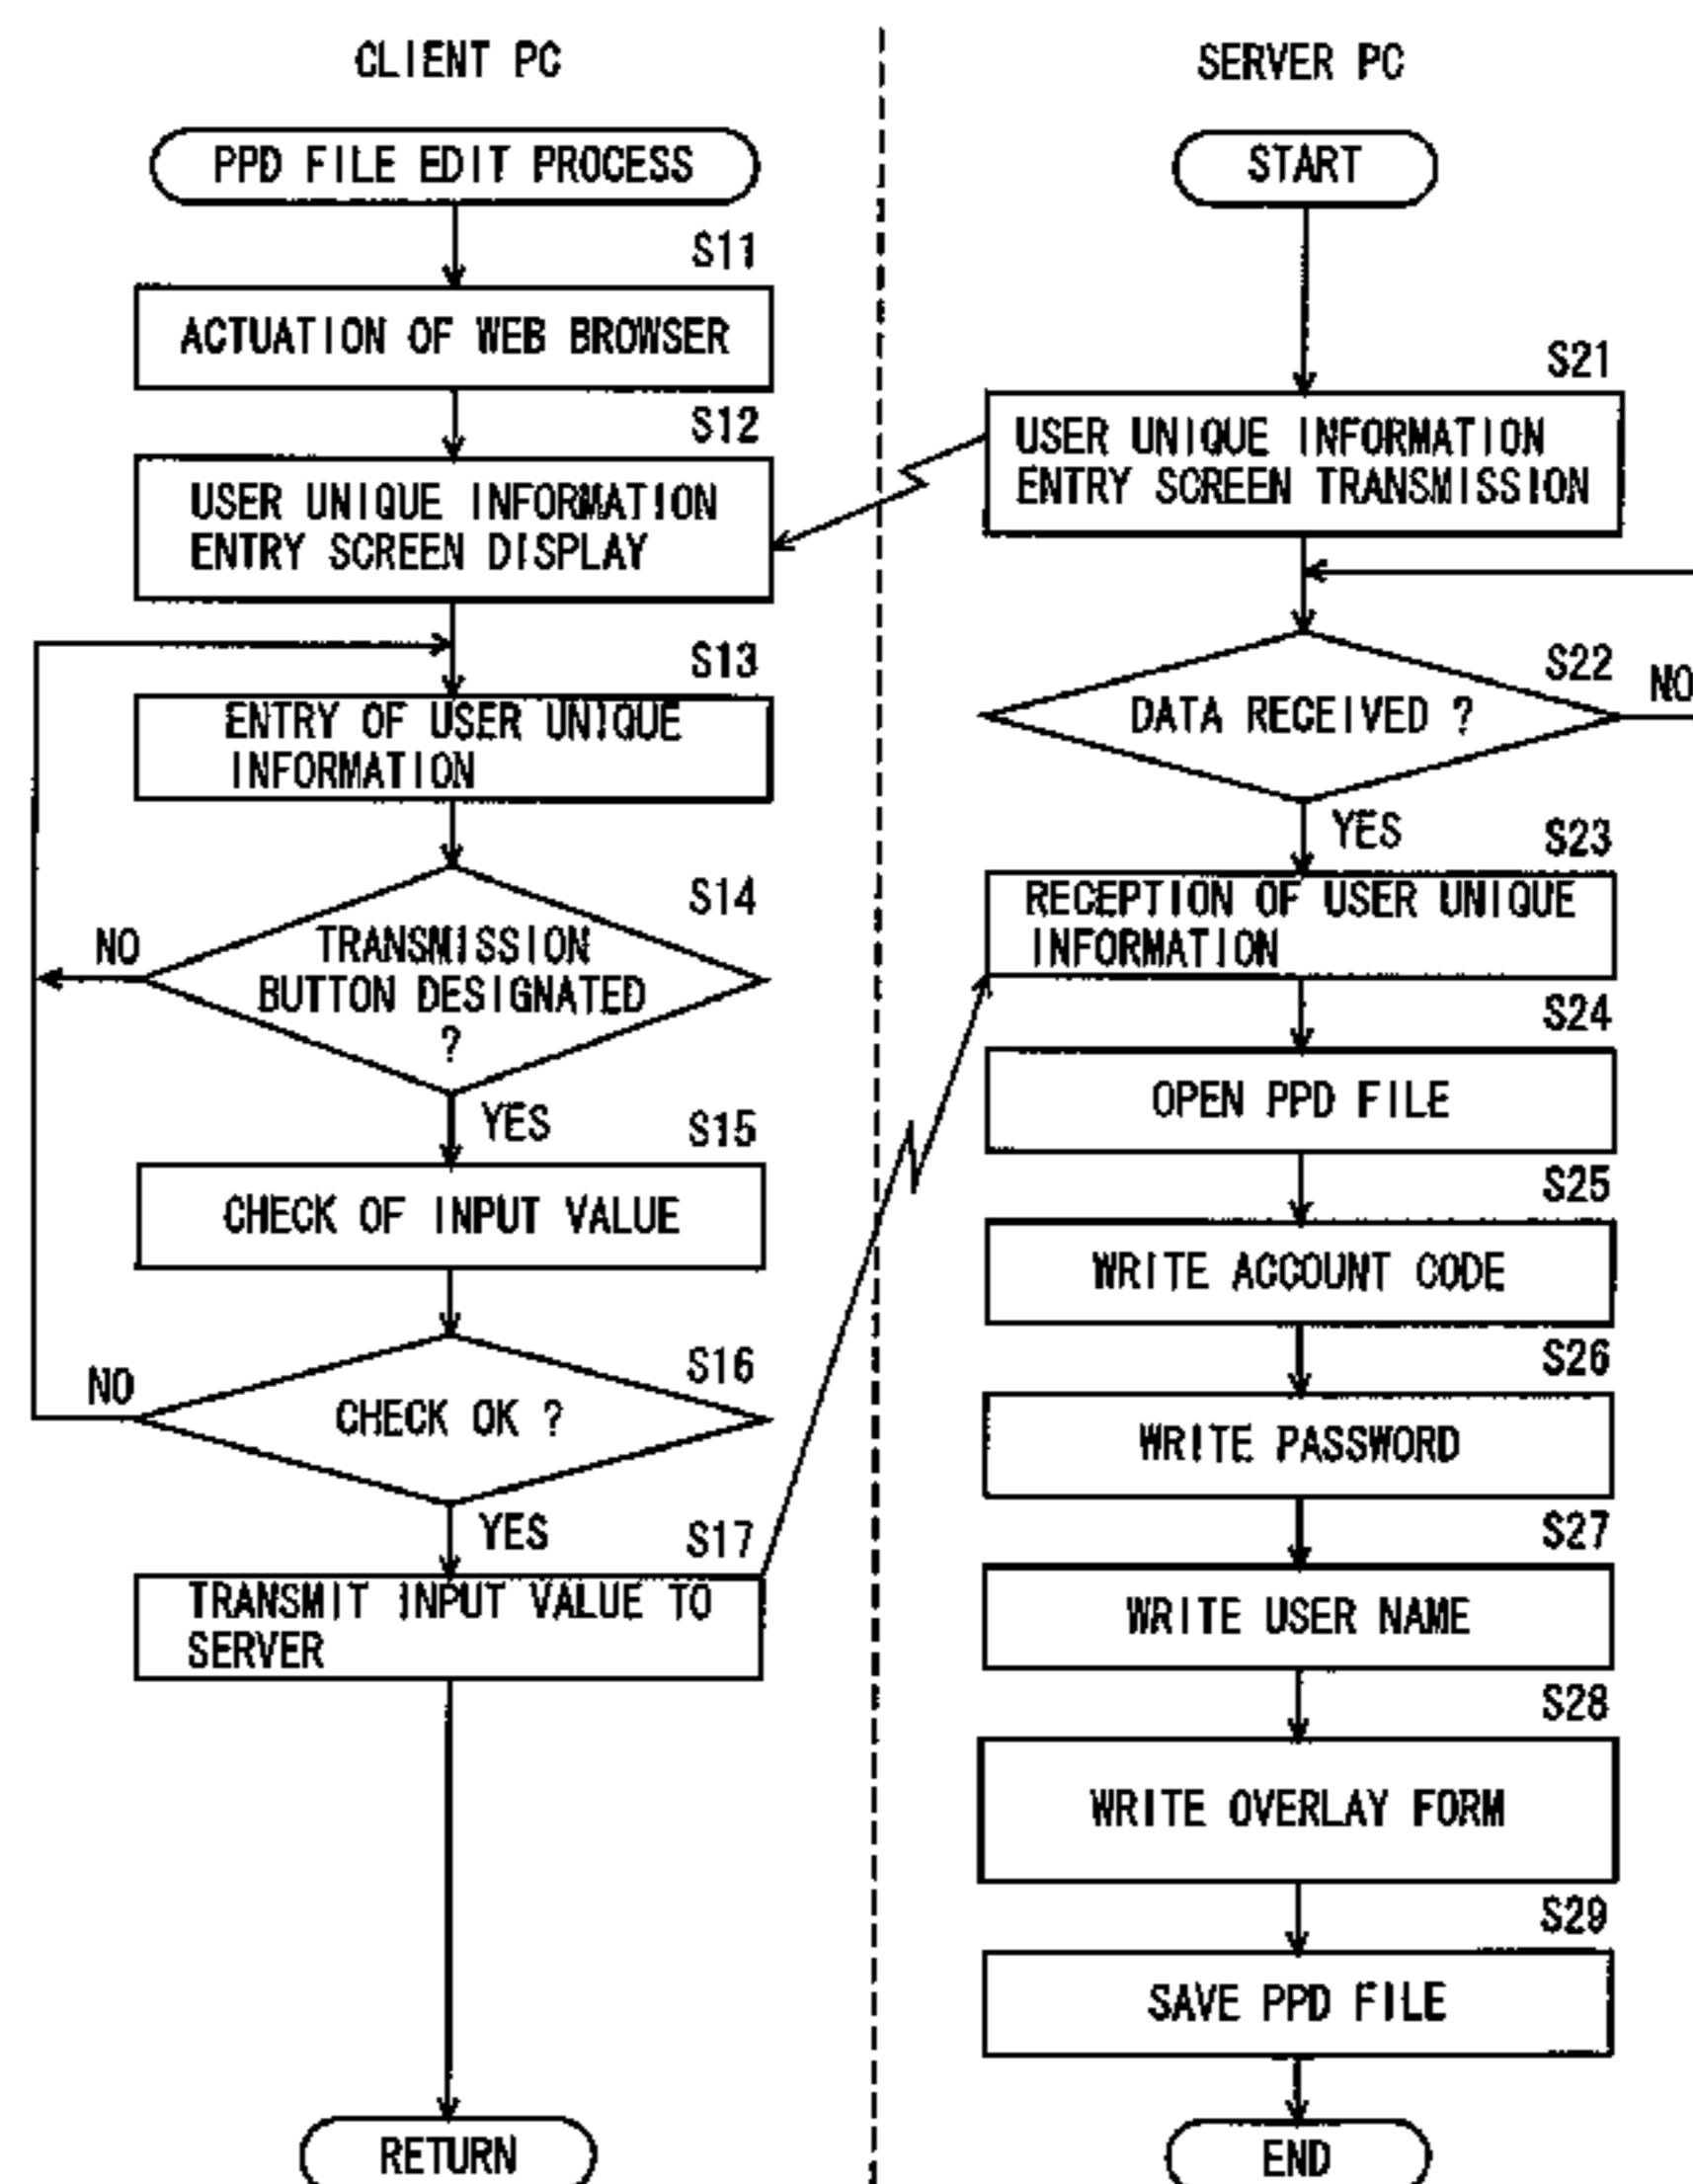 CLIENT PC
PPD FILE EDIT PROCESS
S11
ACTUATION OF WEB BROWSER
S12
USER UNIQUE INFORMATION
ENTRY SCREEN DISPLAY
S13
ENTRY OF USER UNIQUE
INFORMATION
S14
NO
TRANSMISSION
BUTTON DESIGNATED
?
YES
S15
CHECK OF INPUT VALUE
S16
NO
CHECK OK ?
YES
S17
TRANSMIT INPUT VALUE TO
SERVER
RETURN
SERVER PC
START
S21
USER UNIQUE INFORMATION
ENTRY SCREEN TRANSMISSION
S22
NO
DATA RECEIVED ?
YES
S23
RECEPTION OF USER UNIQUE
INFORMATION
S24
OPEN PPD FILE
S25
WRITE ACCOUNT CODE
S26
WRITE PASSWORD
S27
WRITE USER NAME
S28
WRITE OVERLAY FORM
S29
SAVE PPD FILE
END